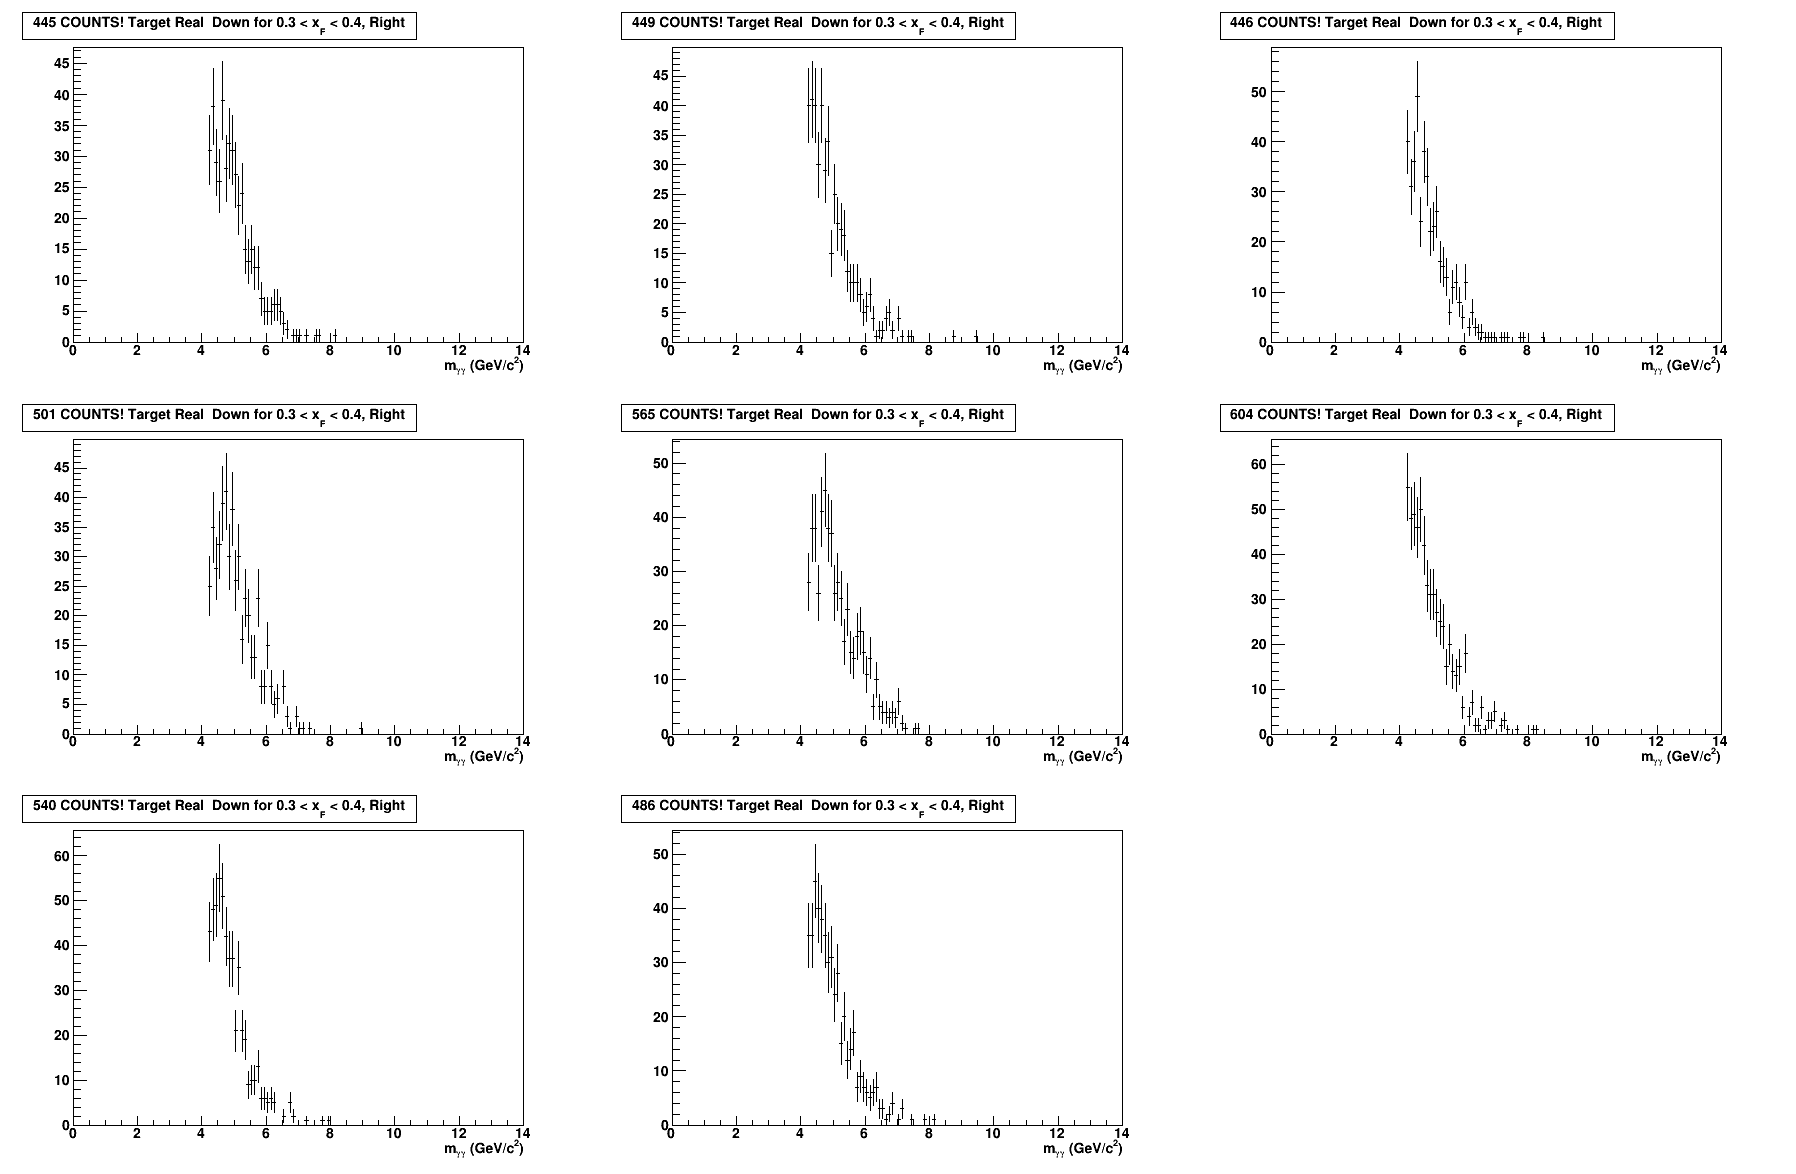 445 COUNTS! Target Real  Down for 0.3 < x_F < 0.4, Right
45
40
35
30
25
20
15
10
5
0
0 2 4 6 8 10 12 14
m_γγ (GeV/c²)
449 COUNTS! Target Real  Down for 0.3 < x_F < 0.4, Right
45
40
35
30
25
20
15
10
5
0
0 2 4 6 8 10 12 14
m_γγ (GeV/c²)
446 COUNTS! Target Real  Down for 0.3 < x_F < 0.4, Right
50
40
30
20
10
0
0 2 4 6 8 10 12 14
m_γγ (GeV/c²)
501 COUNTS! Target Real  Down for 0.3 < x_F < 0.4, Right
45
40
35
30
25
20
15
10
5
0
0 2 4 6 8 10 12 14
m_γγ (GeV/c²)
565 COUNTS! Target Real  Down for 0.3 < x_F < 0.4, Right
50
40
30
20
10
0
0 2 4 6 8 10 12 14
m_γγ (GeV/c²)
604 COUNTS! Target Real  Down for 0.3 < x_F < 0.4, Right
60
50
40
30
20
10
0
0 2 4 6 8 10 12 14
m_γγ (GeV/c²)
540 COUNTS! Target Real  Down for 0.3 < x_F < 0.4, Right
60
50
40
30
20
10
0
0 2 4 6 8 10 12 14
m_γγ (GeV/c²)
486 COUNTS! Target Real  Down for 0.3 < x_F < 0.4, Right
50
40
30
20
10
0
0 2 4 6 8 10 12 14
m_γγ (GeV/c²)